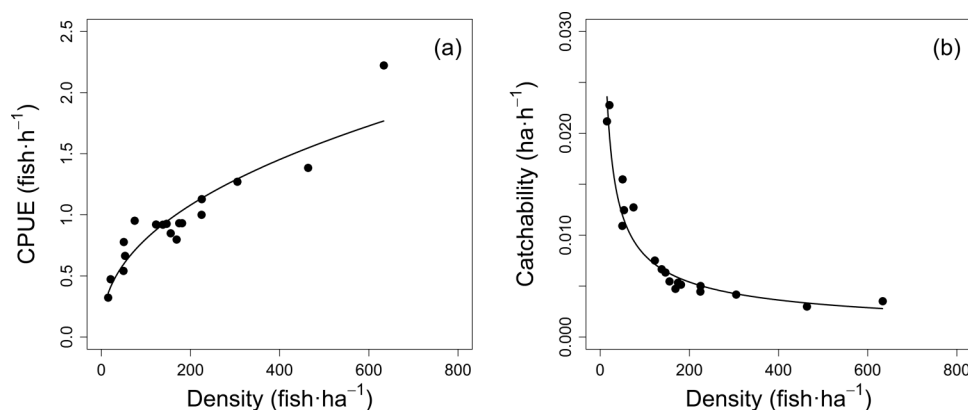 (a)
CPUE (fish·h⁻¹)
2.5
2.0
1.5
1.0
0.5
0.0
0 200 400 600 800
Density (fish·ha⁻¹)
(b)
Catchability (ha·h⁻¹)
0.030
0.020
0.010
0.000
0 200 400 600 800
Density (fish·ha⁻¹)